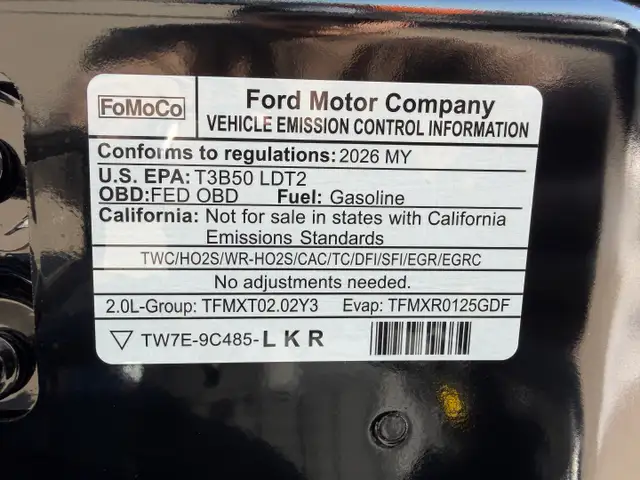 FoMoCo
Ford Motor Company
VEHICLE EMISSION CONTROL INFORMATION
Conforms to regulations: 2026 MY
U.S. EPA: T3B50 LDT2
OBD:FED OBD Fuel: Gasoline
California: Not for sale in states with California
Emissions Standards
TWC/HO2S/WR-HO2S/CAC/TC/DFI/SFI/EGR/EGRC
No adjustments needed.
2.0L-Group: TFMXT02.02Y3 Evap: TFMXR0125GDF
TW7E-9C485-LKR